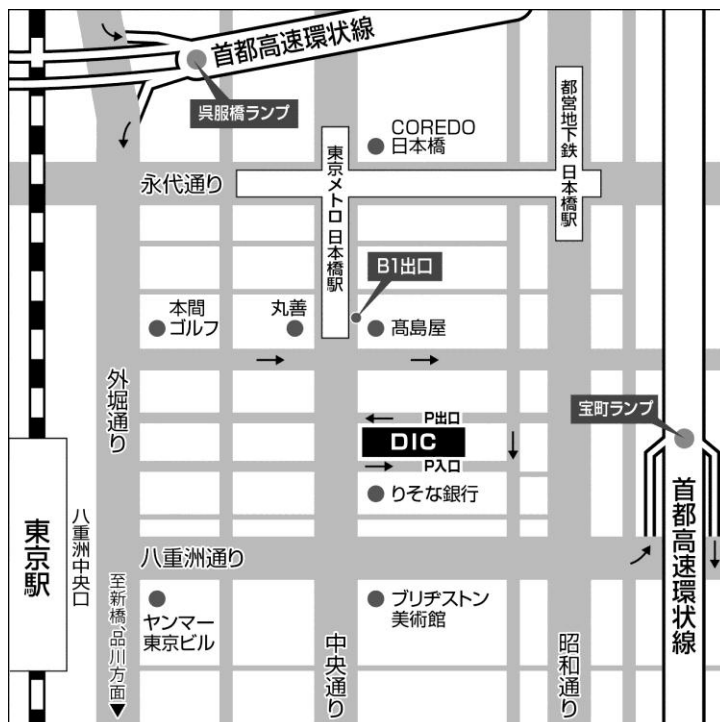 首都高速環状線
呉服橋ランプ
COREDO
日本橋
都営地下鉄 日本橋駅
東京メトロ 日本橋駅
永代通り
B1出口
本間
ゴルフ
丸善
髙島屋
外堀通り
P出口
DIC
P入口
宝町ランプ
りそな銀行
首都高速環状線
東京駅
八重洲中央口
八重洲通り
至新橋、品川方面
ヤンマー
東京ビル
中央通り
ブリヂストン
美術館
昭和通り